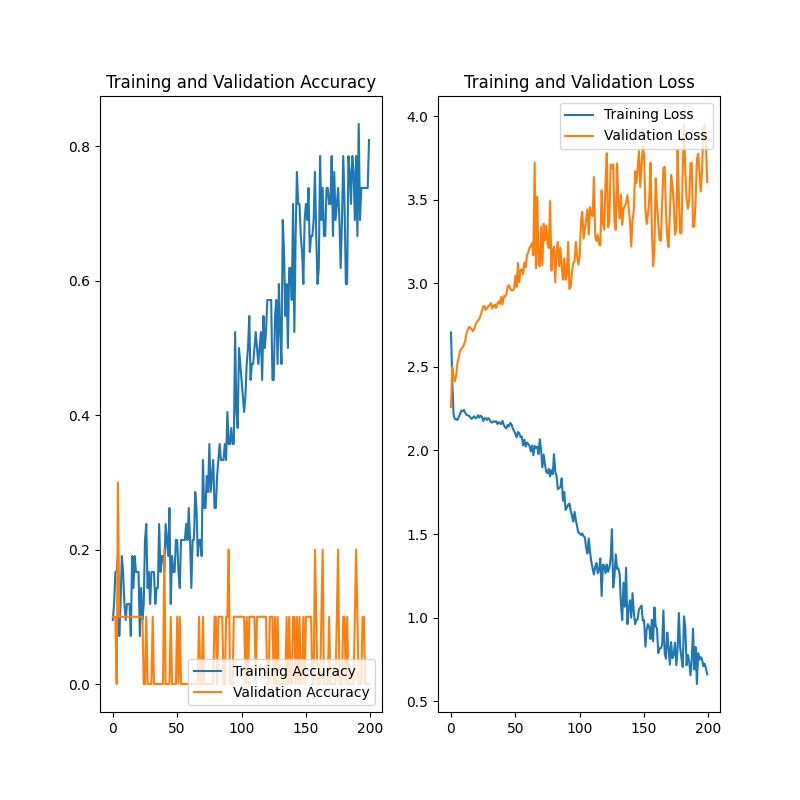 Training and Validation Accuracy
0.8
0.6
0.4
0.2
0.0
0 50 100 150 200
Training Accuracy
Validation Accuracy
Training and Validation Loss
4.0
3.5
3.0
2.5
2.0
1.5
1.0
0.5
0 50 100 150 200
Training Loss
Validation Loss